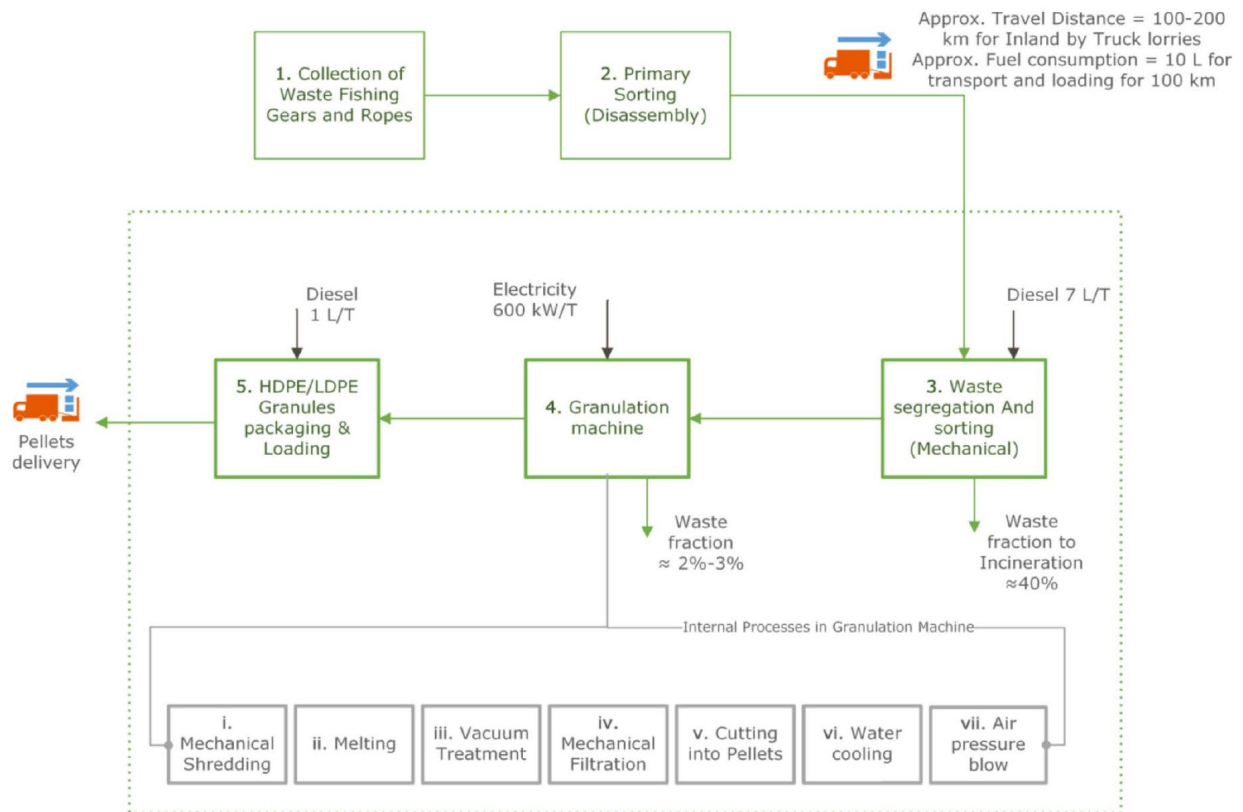 Approx. Travel Distance = 100-200
km for Inland by Truck lorries
Approx. Fuel consumption = 10 L for
transport and loading for 100 km
1. Collection of
Waste Fishing
Gears and Ropes
2. Primary
Sorting
(Disassembly)
Diesel
1 L/T
Electricity
600 kW/T
Diesel 7 L/T
Pellets
delivery
5. HDPE/LDPE
Granules
packaging &
Loading
4. Granulation
machine
3. Waste
segregation And
sorting
(Mechanical)
Waste
fraction
≈ 2%-3%
Waste
fraction to
Incineration
≈40%
Internal Processes in Granulation Machine
i.
Mechanical
Shredding
ii. Melting
iii. Vacuum
Treatment
iv.
Mechanical
Filtration
v. Cutting
into Pellets
vi. Water
cooling
vii. Air
pressure
blow